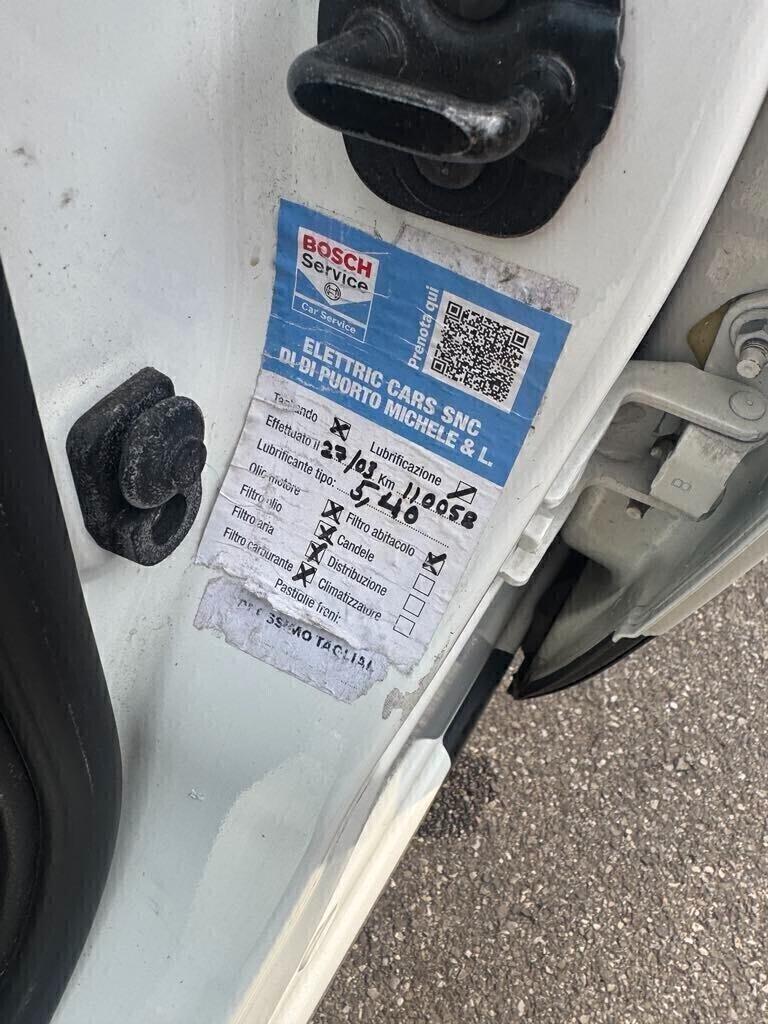 BOSCH
Service
Car Service
Prenota qui
ELETTRIC CARS SNC
DI DI PUORTO MICHELE & L.
Tagliando Lubrificazione
Effettuato il 27/03 Km 110058
Lubrificante tipo: 5,40
Olio motore Filtro abitacolo
Filtro olio Candele
Filtro aria Distribuzione
Filtro carburante Climatizzatore
Pastiglie freni:
SSIMO TAGLIAN